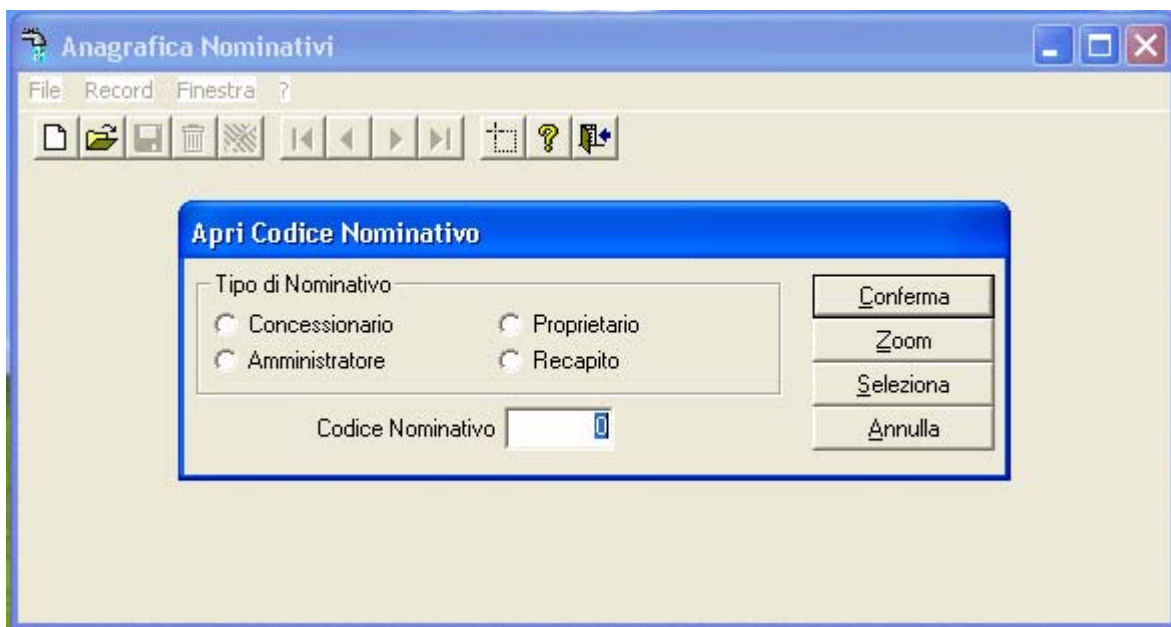 Anagrafica Nominativi
File Record Finestra ?
Apri Codice Nominativo
Tipo di Nominativo
Concessionario Proprietario
Amministratore Recapito
Codice Nominativo 0
Conferma
Zoom
Seleziona
Annulla